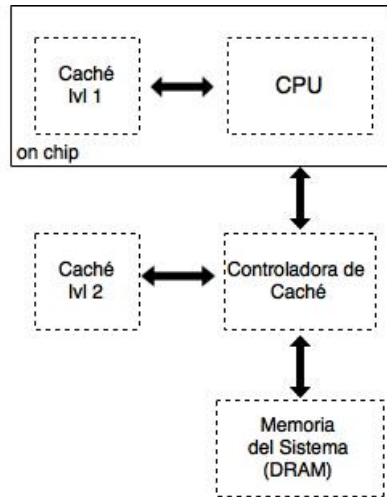 Caché
lvl 1
CPU
on chip
Caché
lvl 2
Controladora de
Caché
Memoria
del Sistema
(DRAM)